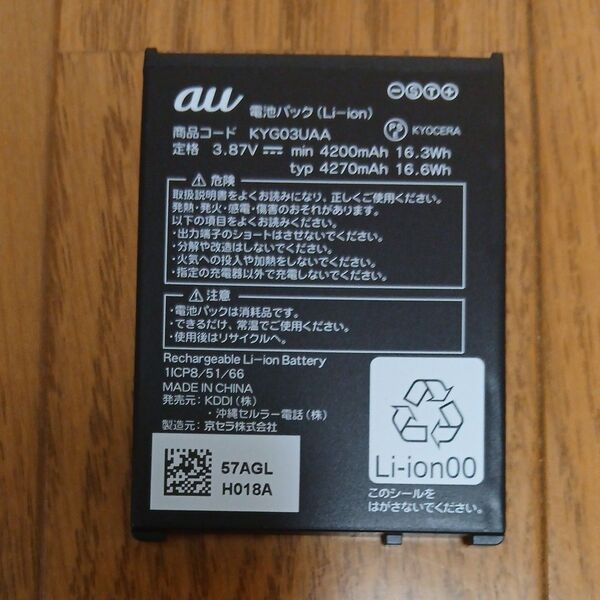 au
⊖ⓈⓉ⊕
電池パック(Li-ion)
商品コード KYG03UAA
PS
KYOCERA
定格 3.87V⎓ min 4200mAh 16.3Wh
typ 4270mAh 16.6Wh
⚠危険
取扱説明書をよくお読みになり、正しくご使用ください。
発熱・発火・感電・傷害のおそれがあります。
以下の項目をよくお読みください。
・出力端子のショートはさせないでください。
・分解や改造はしないでください。
・火気への投入や加熱をしないでください。
・指定の充電器以外で充電しないでください。
⚠注意
・電池パックは消耗品です。
・できるだけ、常温でご使用ください。
・使用後はリサイクルへ。
Rechargeable Li-ion Battery
1ICP8/51/66
MADE IN CHINA
発売元：KDDI(株)
・沖縄セルラー電話(株)
製造元：京セラ株式会社
57AGL
H018A
Li-ion00
このシールを
はがさないでください。